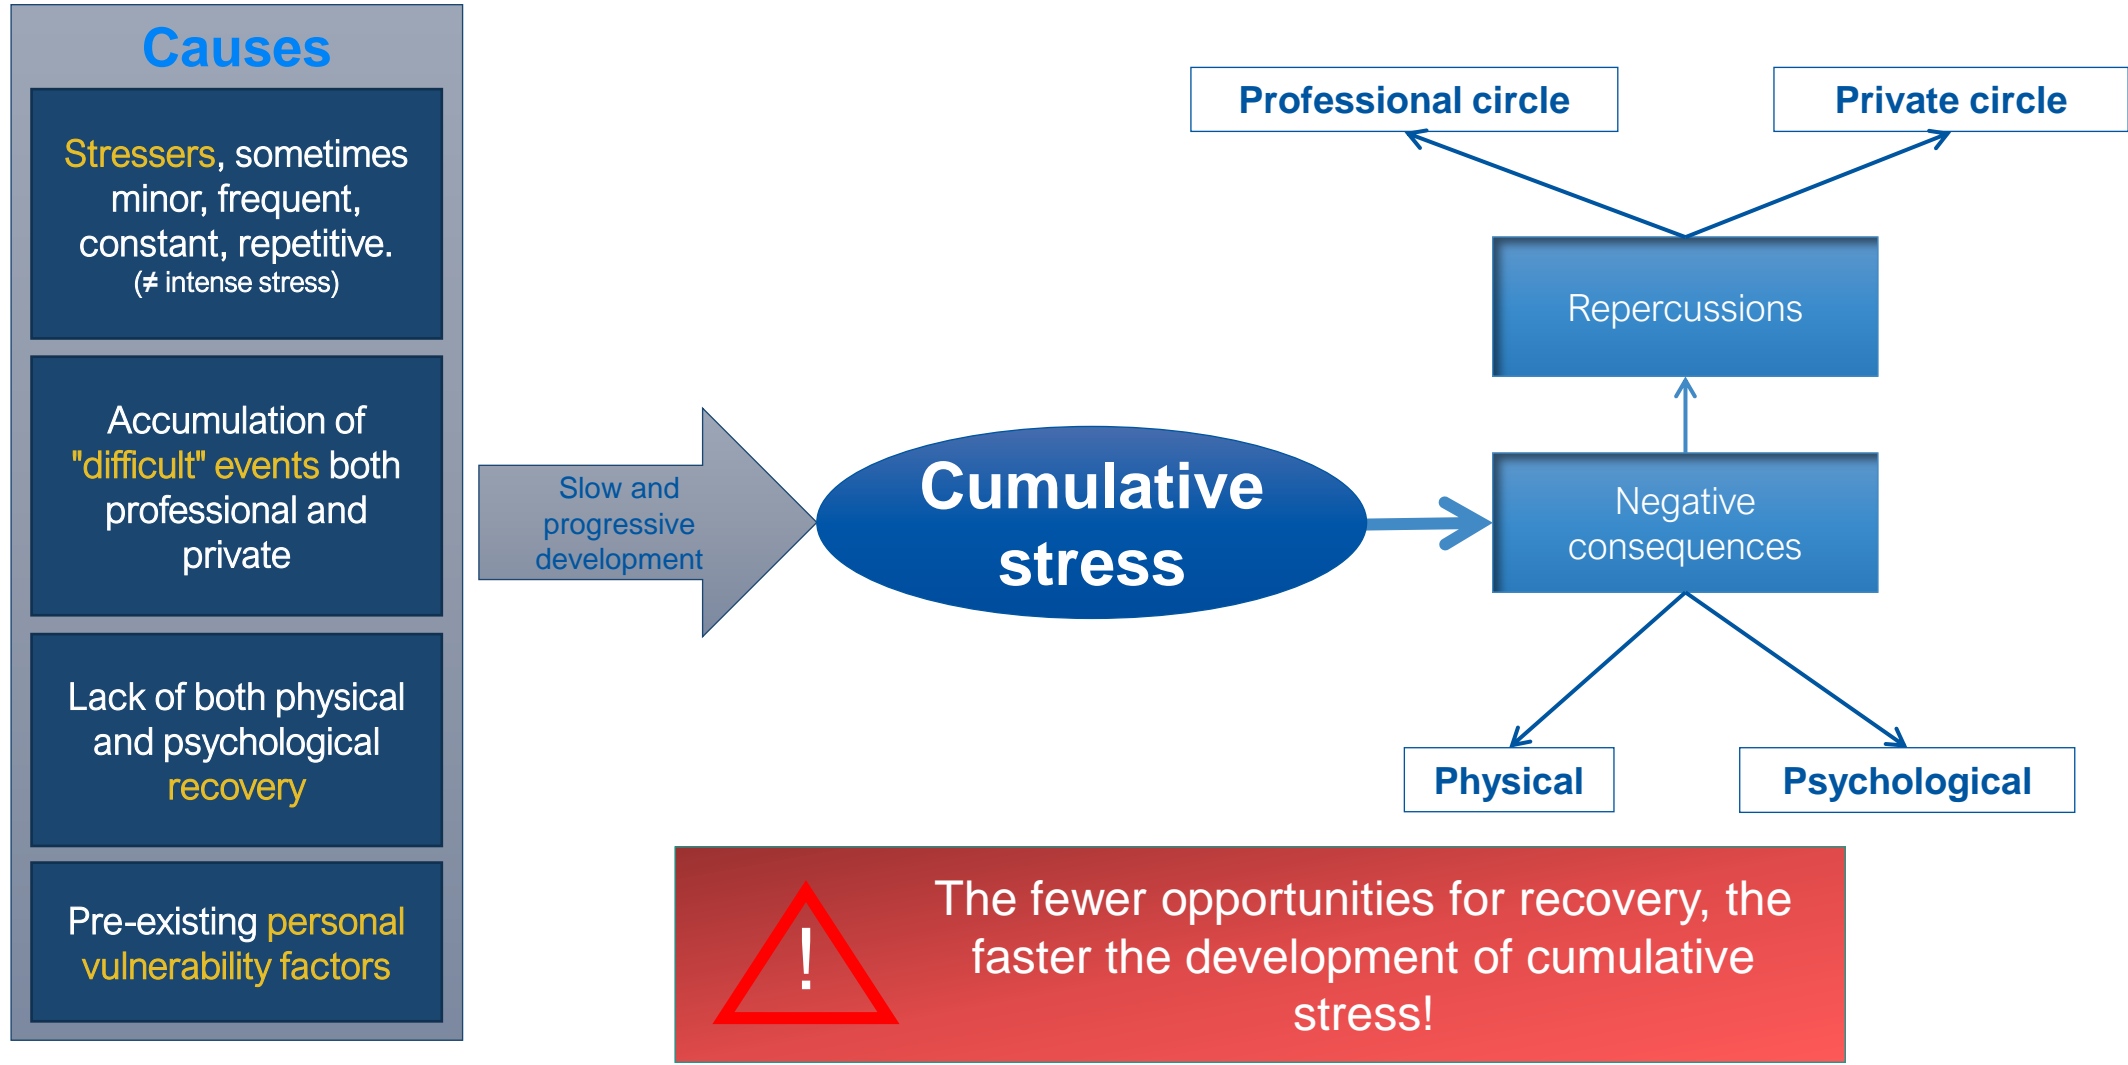 Causes
Stressers, sometimes
minor, frequent,
constant, repetitive.
(≠ intense stress)
Accumulation of
"difficult" events both
professional and
private
Lack of both physical
and psychological
recovery
Pre-existing personal
vulnerability factors
Slow and
progressive
development
Cumulative
stress
Professional circle
Private circle
Repercussions
Negative
consequences
Physical
Psychological
!
The fewer opportunities for recovery, the
faster the development of cumulative
stress!